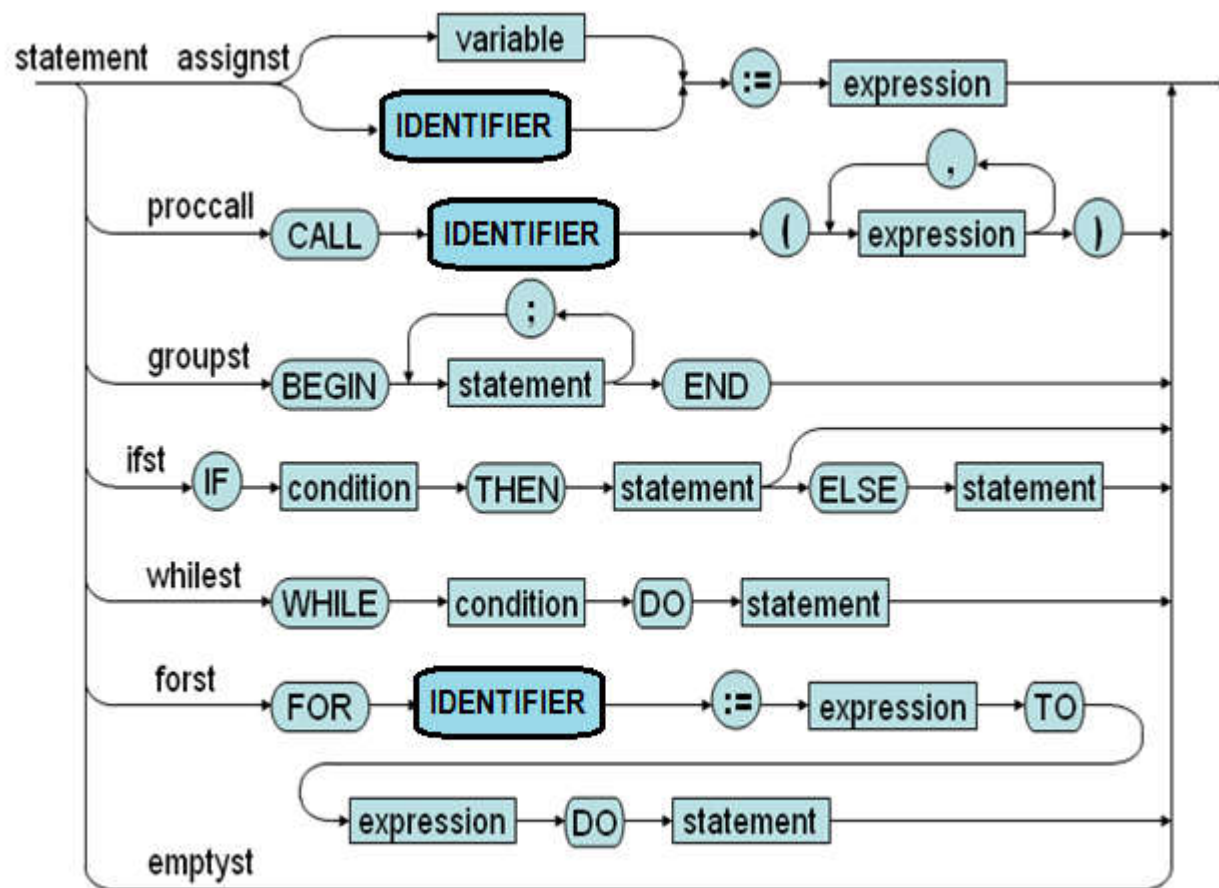 variable
statement assignst := expression
IDENTIFIER
,
proccall CALL IDENTIFIER ( expression )
;
groupst BEGIN statement END
ifst IF condition THEN statement ELSE statement
whilest WHILE condition DO statement
forst FOR IDENTIFIER := expression TO
expression DO statement
emptyst